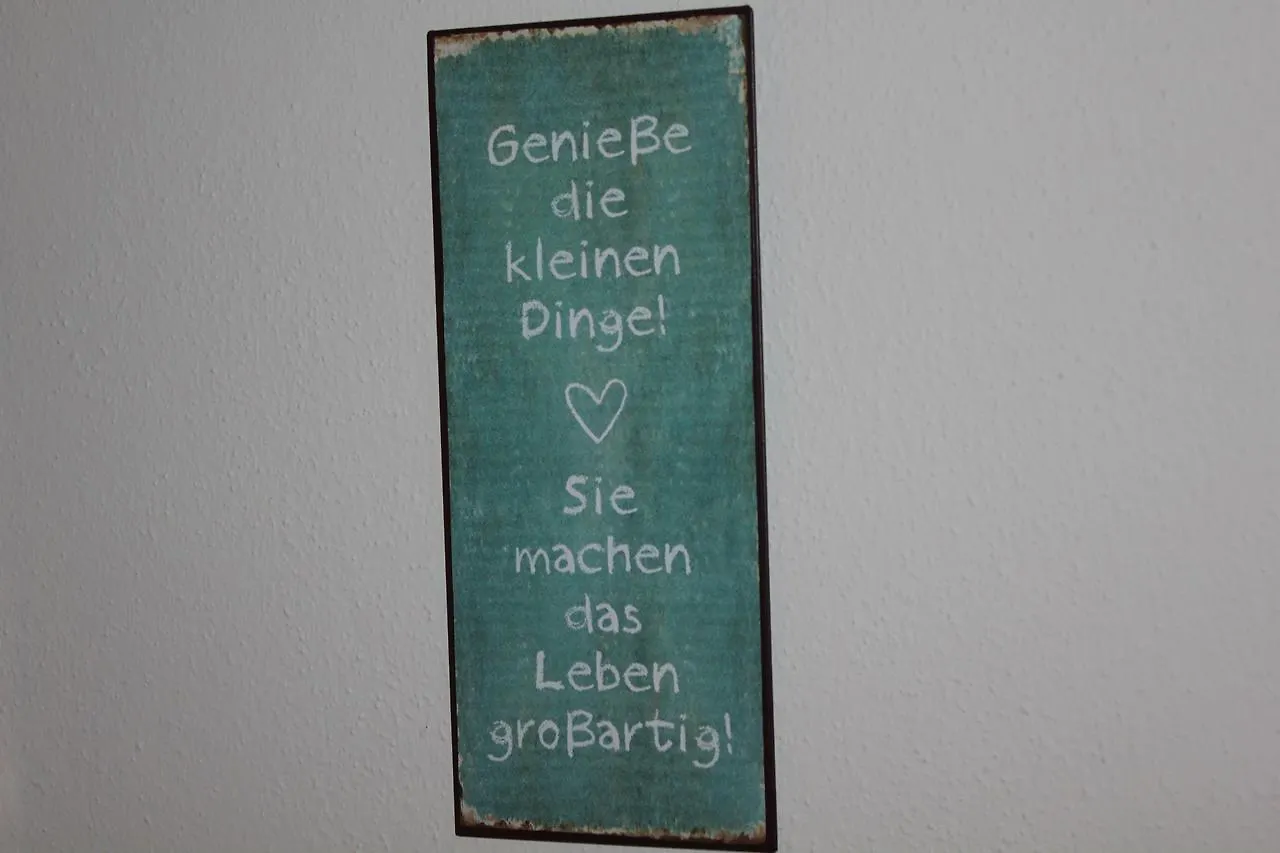 Genieße
die
kleinen
Dinge!
Sie
machen
das
Leben
großartig!